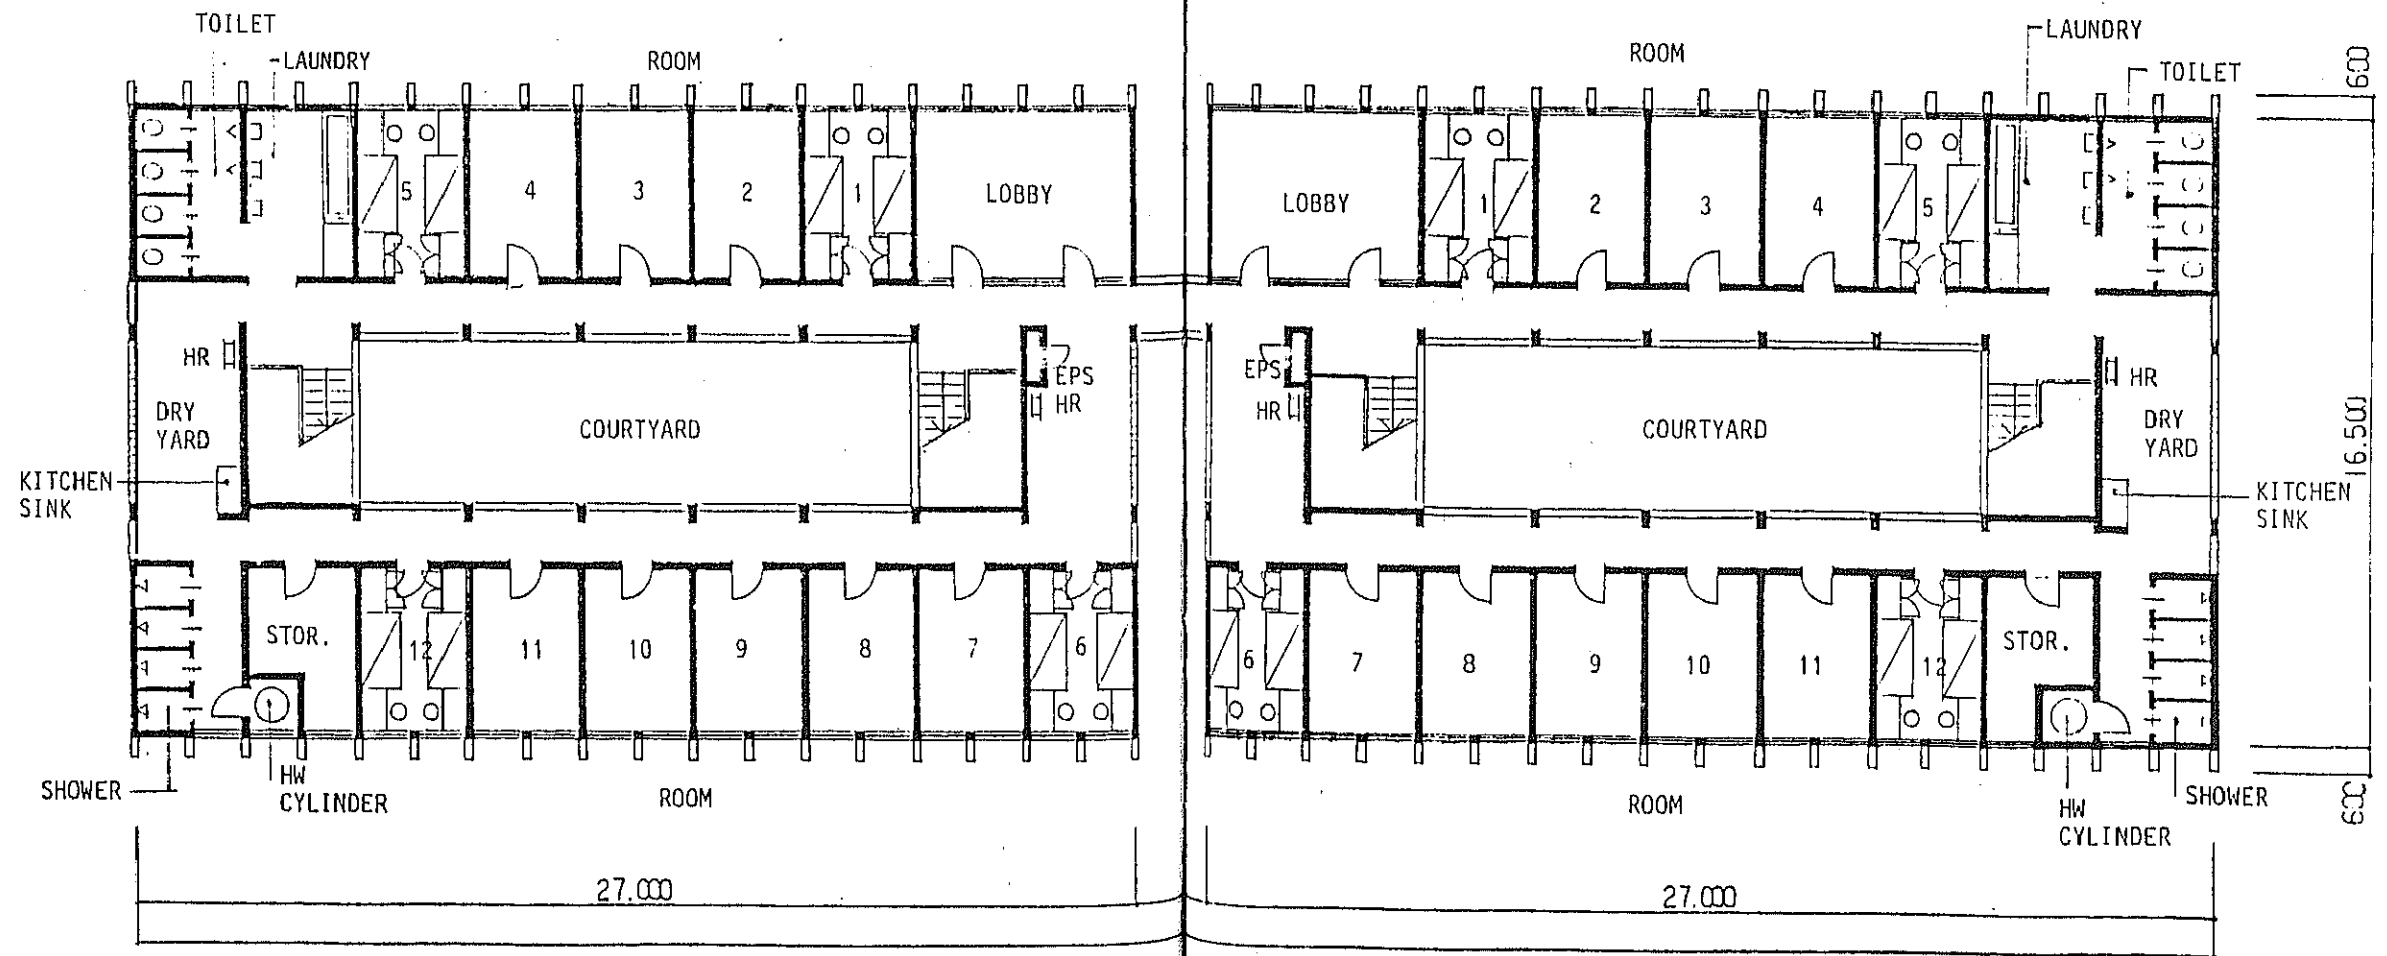 TOILET
LAUNDRY
ROOM
ROOM
LAUNDRY
TOILET
600
5
4
3
2
1
LOBBY
LOBBY
1
2
3
4
5
HR
EPS
HR
DRY
YARD
COURTYARD
KITCHEN
SINK
EPS
HR
COURTYARD
HR
DRY
YARD
KITCHEN
SINK
16.500
STOR.
12
11
10
9
8
7
6
6
7
8
9
10
11
12
STOR.
SHOWER
HW
CYLINDER
ROOM
ROOM
HW
CYLINDER
SHOWER
600
27.000
27.000